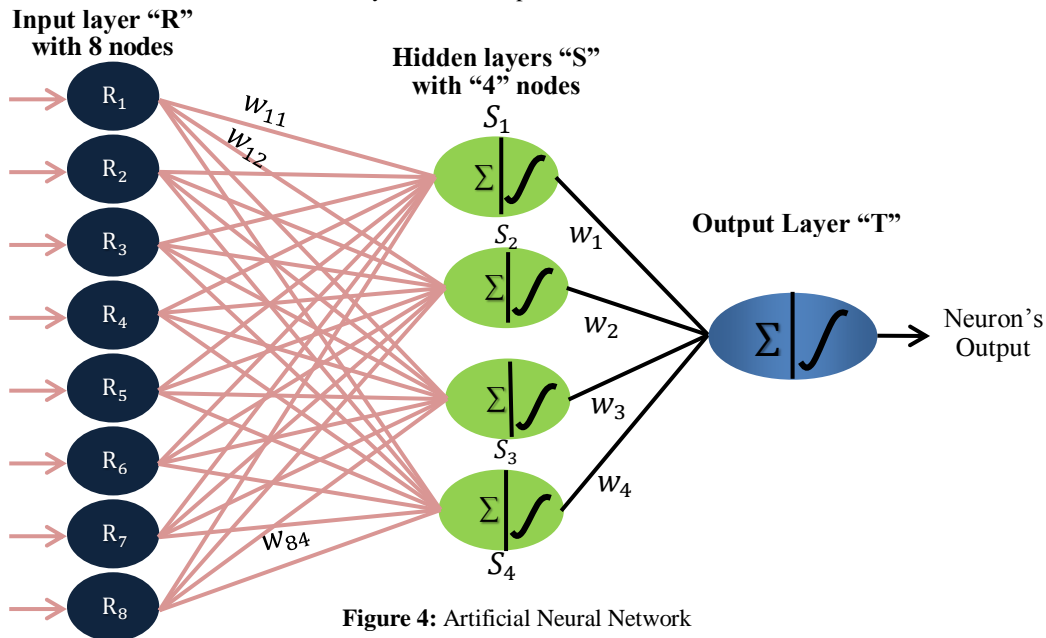 Input layer “R”
with 8 nodes
R1
R2
R3
R4
R5
R6
R7
R8
w11
w12
w84
Hidden layers “S”
with “4” nodes
S1
Σ
S2
Σ
Σ
S3
Σ
S4
w1
w2
w3
w4
Output Layer “T”
Σ
Neuron’s
Output
Figure 4: Artificial Neural Network